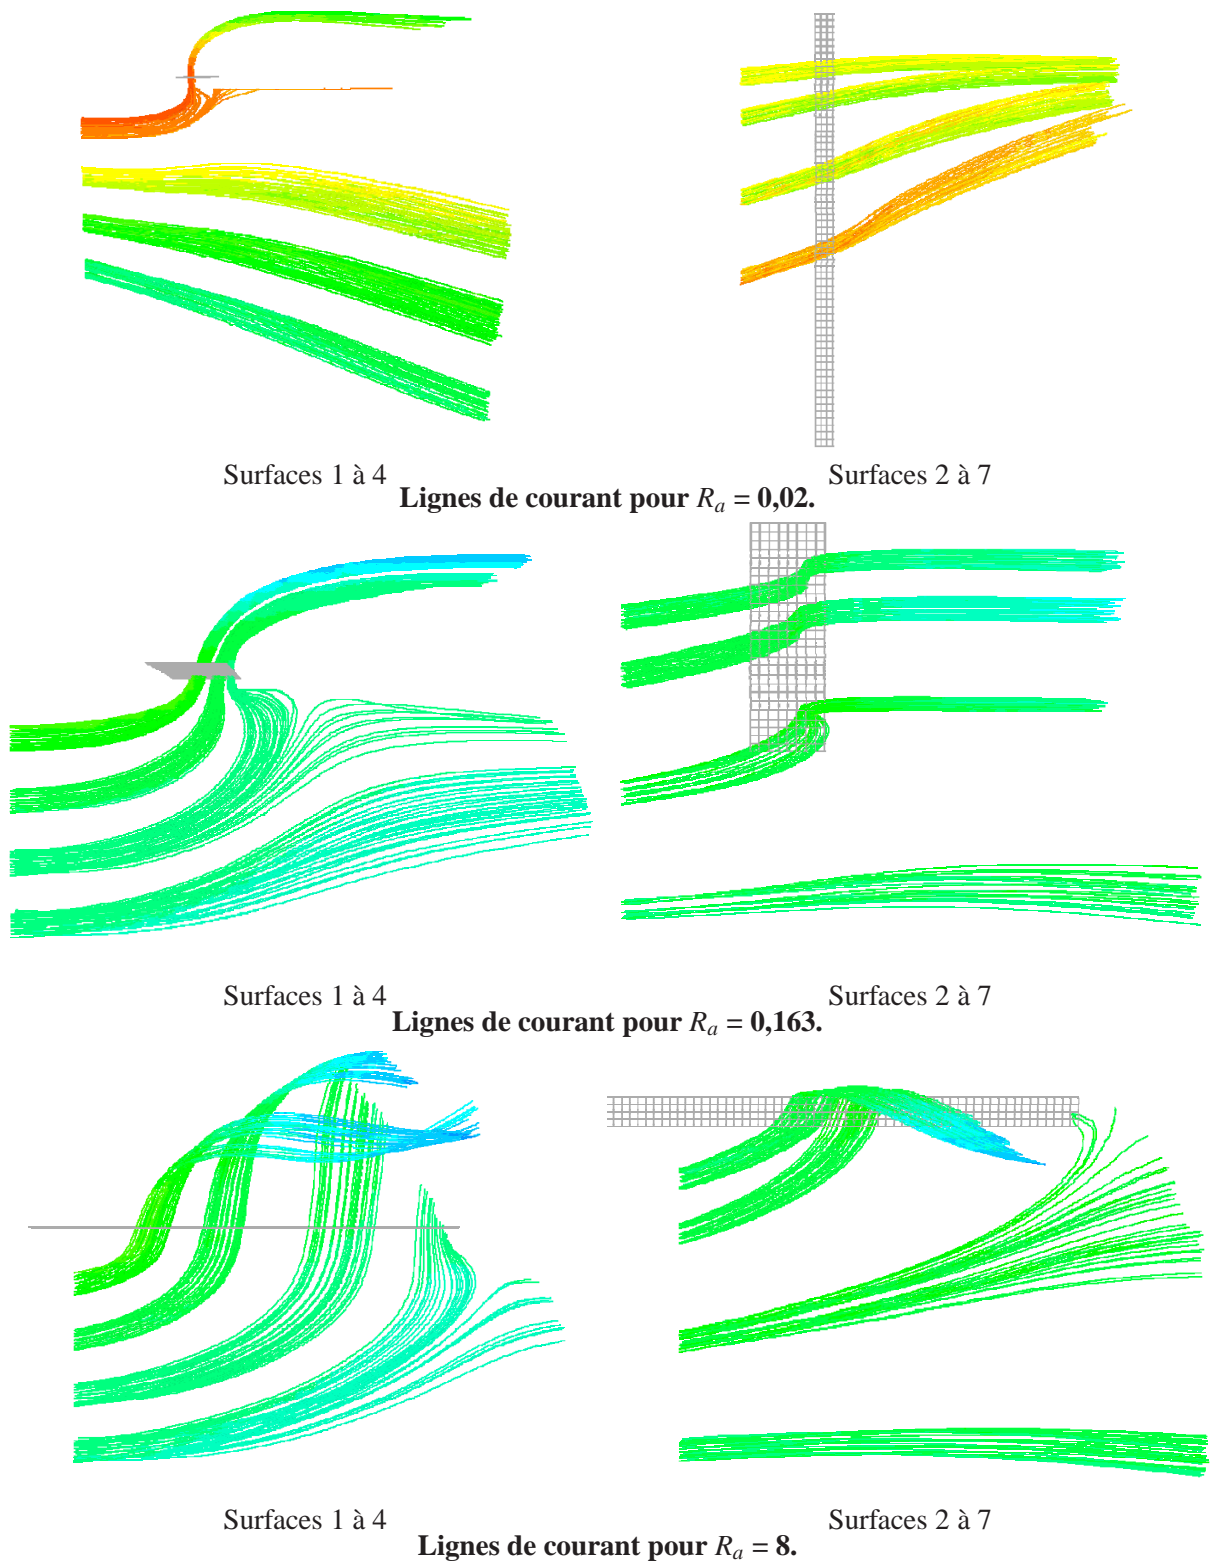 Surfaces 1 à 4
Surfaces 2 à 7
Lignes de courant pour Rₐ = 0,02.
Surfaces 1 à 4
Surfaces 2 à 7
Lignes de courant pour Rₐ = 0,163.
Surfaces 1 à 4
Surfaces 2 à 7
Lignes de courant pour Rₐ = 8.